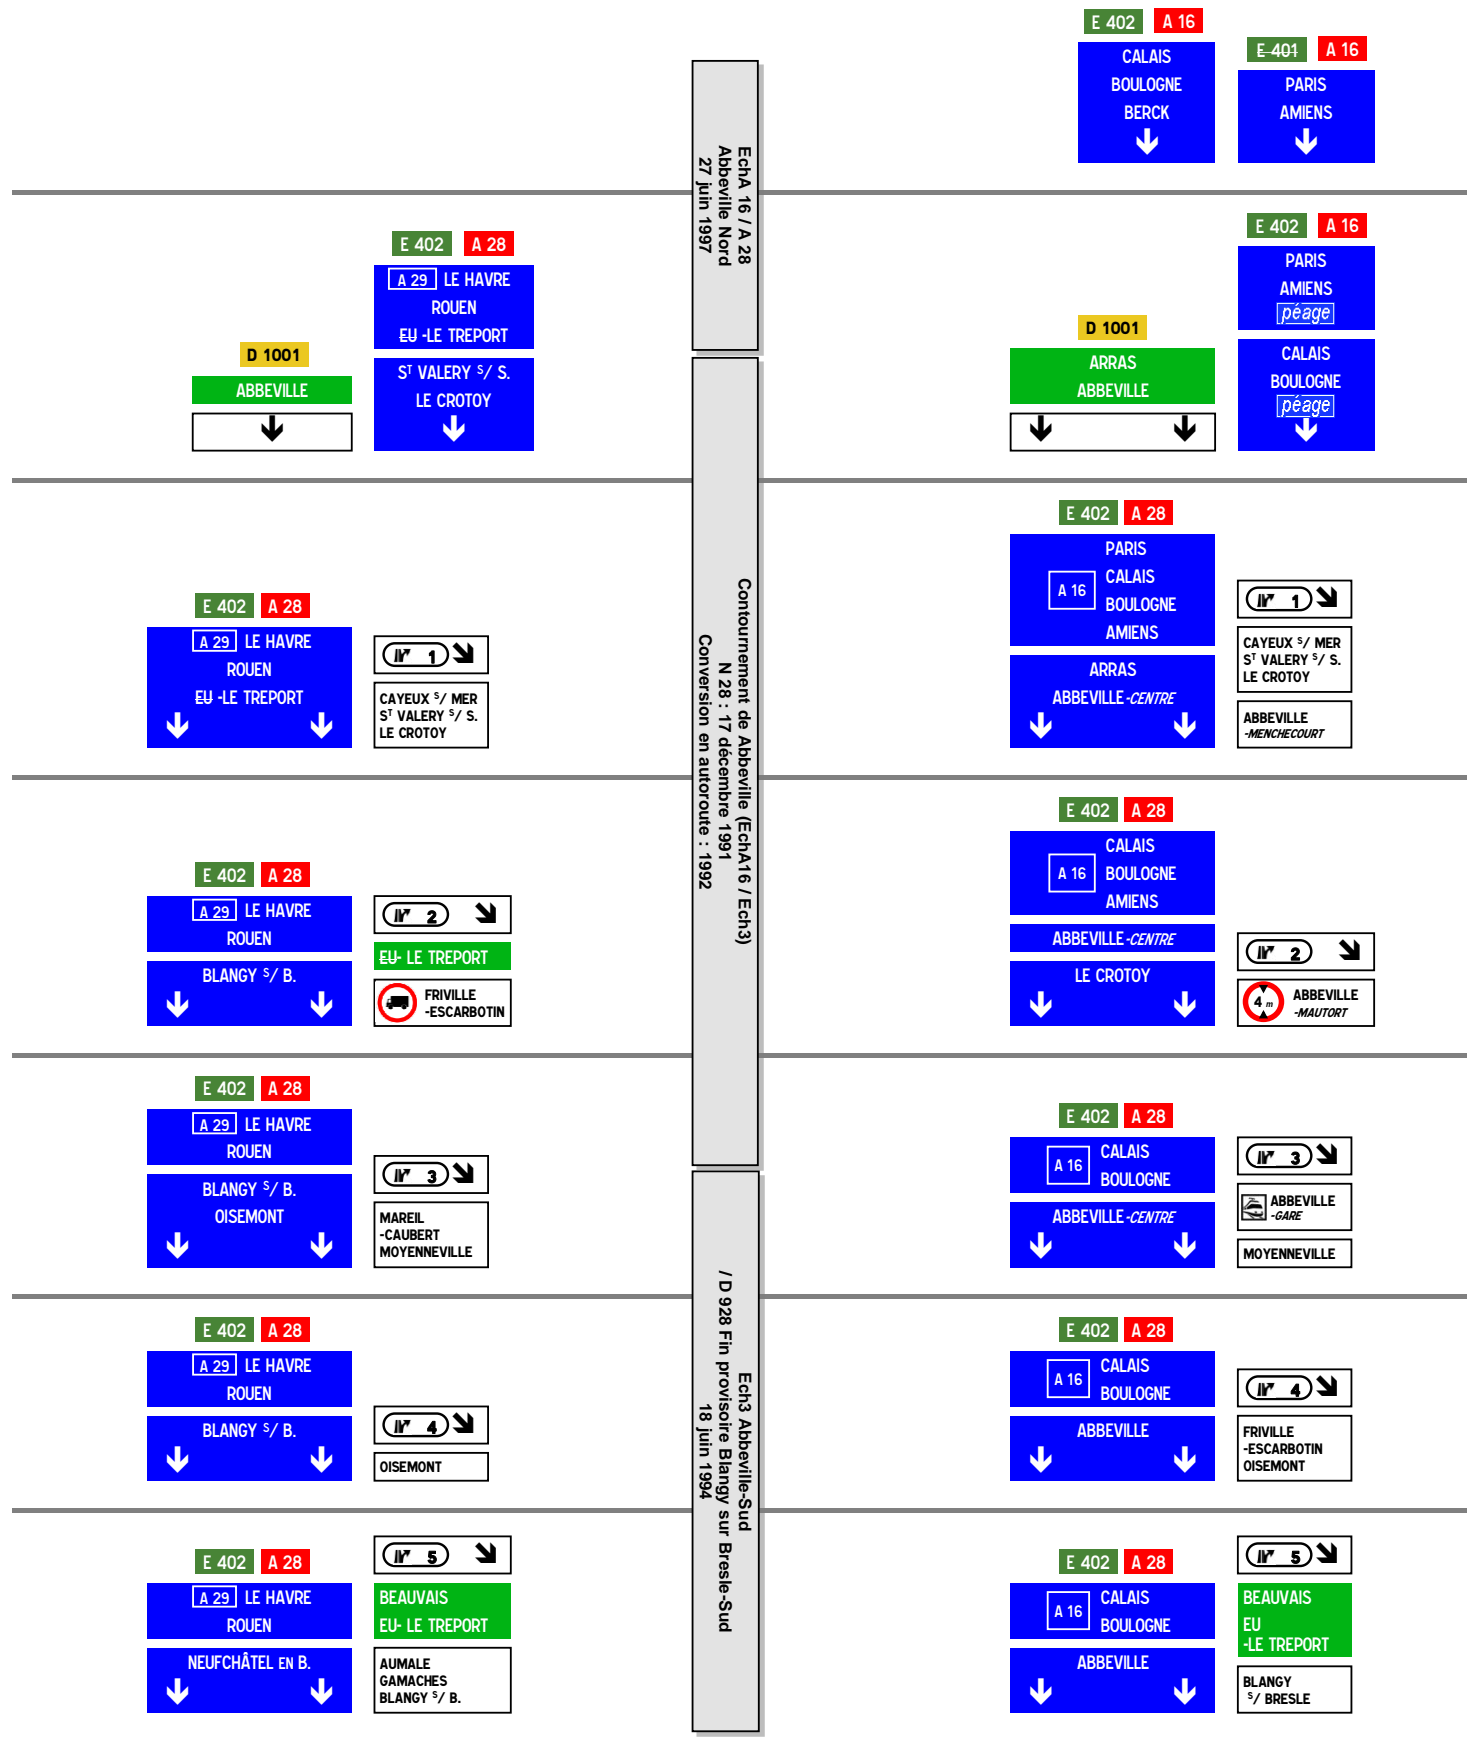 E 402 A 16
CALAIS
BOULOGNE
BERCK
E 401 A 16
PARIS
AMIENS
EchA 16 / A 28
Abbeville Nord
27 juin 1997
E 402 A 28
A 29 LE HAVRE
ROUEN
EU -LE TREPORT
ST VALERY S/ S.
LE CROTOY
D 1001
ABBEVILLE
E 402 A 16
PARIS
AMIENS
péage
CALAIS
BOULOGNE
péage
D 1001
ARRAS
ABBEVILLE
Contournement de Abbeville (EchA16 / Ech3)
N 28 : 17 décembre 1991
Conversion en autoroute : 1992
E 402 A 28
A 29 LE HAVRE
ROUEN
EU -LE TREPORT
1
CAYEUX S/ MER
ST VALERY S/ S.
LE CROTOY
E 402 A 28
PARIS
A 16 CALAIS
BOULOGNE
AMIENS
ARRAS
ABBEVILLE-CENTRE
1
CAYEUX S/ MER
ST VALERY S/ S.
LE CROTOY
ABBEVILLE
-MENCHECOURT
E 402 A 28
A 29 LE HAVRE
ROUEN
BLANGY S/ B.
2
EU- LE TREPORT
FRIVILLE
-ESCARBOTIN
E 402 A 28
CALAIS
A 16 BOULOGNE
AMIENS
ABBEVILLE-CENTRE
LE CROTOY
2
4 m ABBEVILLE
-MAUTORT
E 402 A 28
A 29 LE HAVRE
ROUEN
BLANGY S/ B.
OISEMONT
3
MAREIL
-CAUBERT
MOYENNEVILLE
E 402 A 28
A 16 CALAIS
BOULOGNE
ABBEVILLE-CENTRE
3
ABBEVILLE
-GARE
MOYENNEVILLE
Ech3 Abbeville-Sud
/ D 928 Fin provisoire Blangy sur Bresle-Sud
18 juin 1994
E 402 A 28
A 29 LE HAVRE
ROUEN
BLANGY S/ B.
4
OISEMONT
E 402 A 28
A 16 CALAIS
BOULOGNE
ABBEVILLE
4
FRIVILLE
-ESCARBOTIN
OISEMONT
E 402 A 28
A 29 LE HAVRE
ROUEN
NEUFCHÂTEL EN B.
5
BEAUVAIS
EU- LE TREPORT
AUMALE
GAMACHES
BLANGY S/ B.
E 402 A 28
A 16 CALAIS
BOULOGNE
ABBEVILLE
5
BEAUVAIS
EU
-LE TREPORT
BLANGY
S/ BRESLE